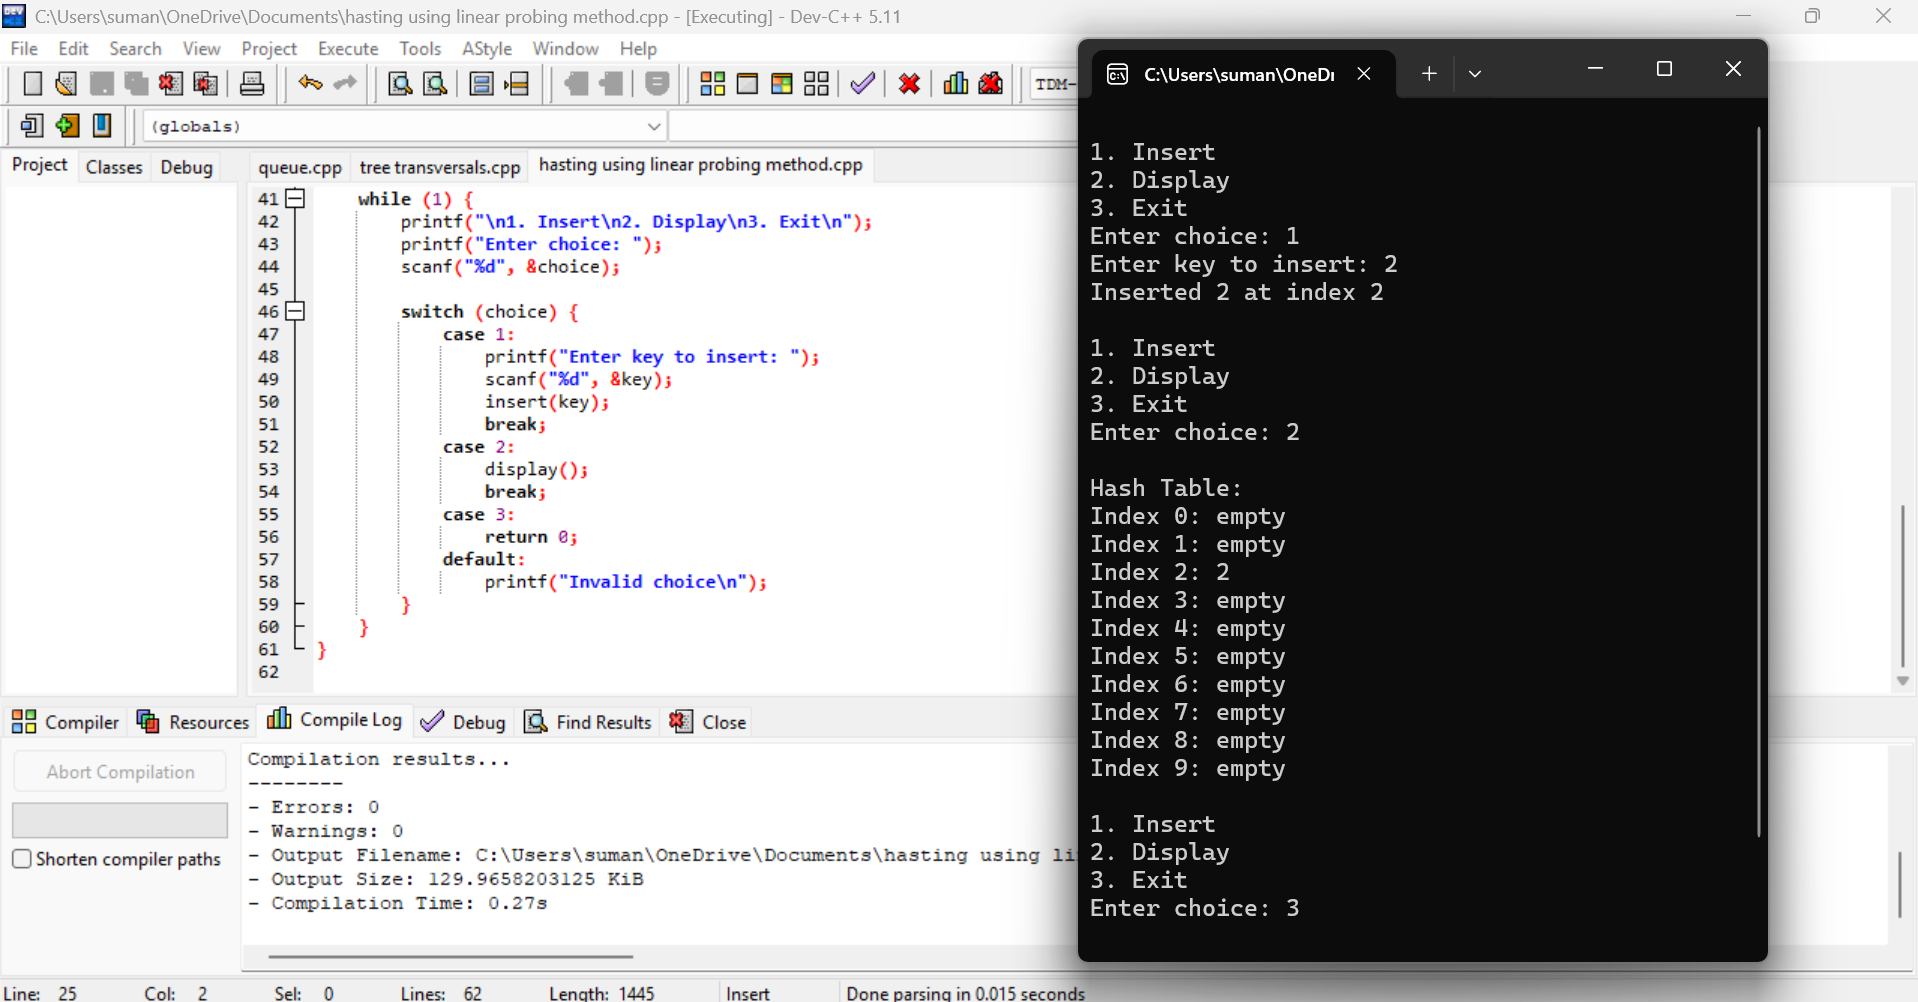 C:\Users\suman\OneDrive\Documents\hasting using linear probing method.cpp - [Executing] - Dev-C++ 5.11
File Edit Search View Project Execute Tools AStyle Window Help
TDM-
(globals)
Project Classes Debug
queue.cpp tree transversals.cpp hasting using linear probing method.cpp
41 while (1) {
42 printf("\n1. Insert\n2. Display\n3. Exit\n");
43 printf("Enter choice: ");
44 scanf("%d", &choice);
45
46 switch (choice) {
47 case 1:
48 printf("Enter key to insert: ");
49 scanf("%d", &key);
50 insert(key);
51 break;
52 case 2:
53 display();
54 break;
55 case 3:
56 return 0;
57 default:
58 printf("Invalid choice\n");
59 }
60 }
61 }
62
Compiler Resources Compile Log Debug Find Results Close
Abort Compilation
Shorten compiler paths
Compilation results...
--------
- Errors: 0
- Warnings: 0
- Output Filename: C:\Users\suman\OneDrive\Documents\hasting using li
- Output Size: 129.9658203125 KiB
- Compilation Time: 0.27s
Line: 25 Col: 2 Sel: 0 Lines: 62 Length: 1445 Insert Done parsing in 0.015 seconds
C:\Users\suman\OneDr
1. Insert
2. Display
3. Exit
Enter choice: 1
Enter key to insert: 2
Inserted 2 at index 2
1. Insert
2. Display
3. Exit
Enter choice: 2
Hash Table:
Index 0: empty
Index 1: empty
Index 2: 2
Index 3: empty
Index 4: empty
Index 5: empty
Index 6: empty
Index 7: empty
Index 8: empty
Index 9: empty
1. Insert
2. Display
3. Exit
Enter choice: 3